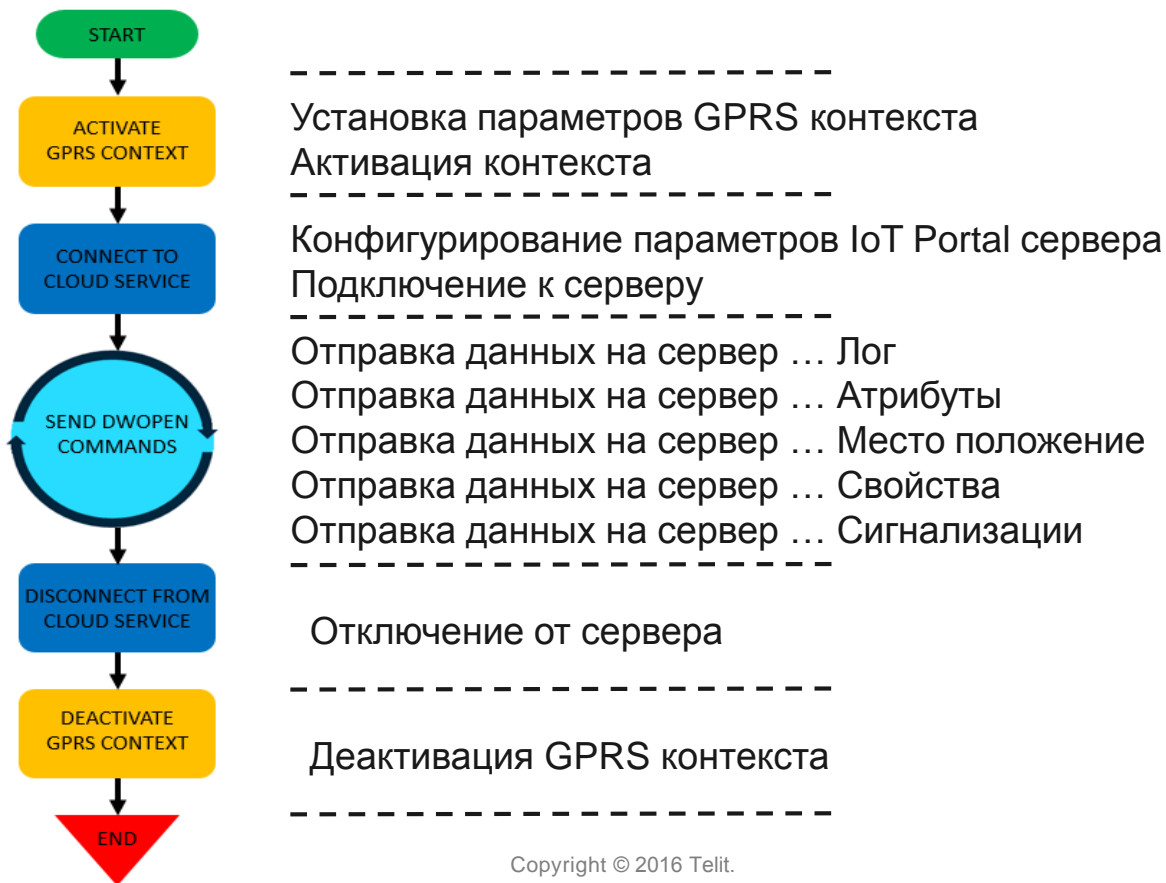 START
ACTIVATE
GPRS CONTEXT
Установка параметров GPRS контекста
Активация контекста
CONNECT TO
CLOUD SERVICE
Конфигурирование параметров IoT Portal сервера
Подключение к серверу
SEND DWOPEN
COMMANDS
Отправка данных на сервер … Лог
Отправка данных на сервер … Атрибуты
Отправка данных на сервер … Место положение
Отправка данных на сервер … Свойства
Отправка данных на сервер … Сигнализации
DISCONNECT FROM
CLOUD SERVICE
Отключение от сервера
DEACTIVATE
GPRS CONTEXT
Деактивация GPRS контекста
END
Copyright © 2016 Telit.